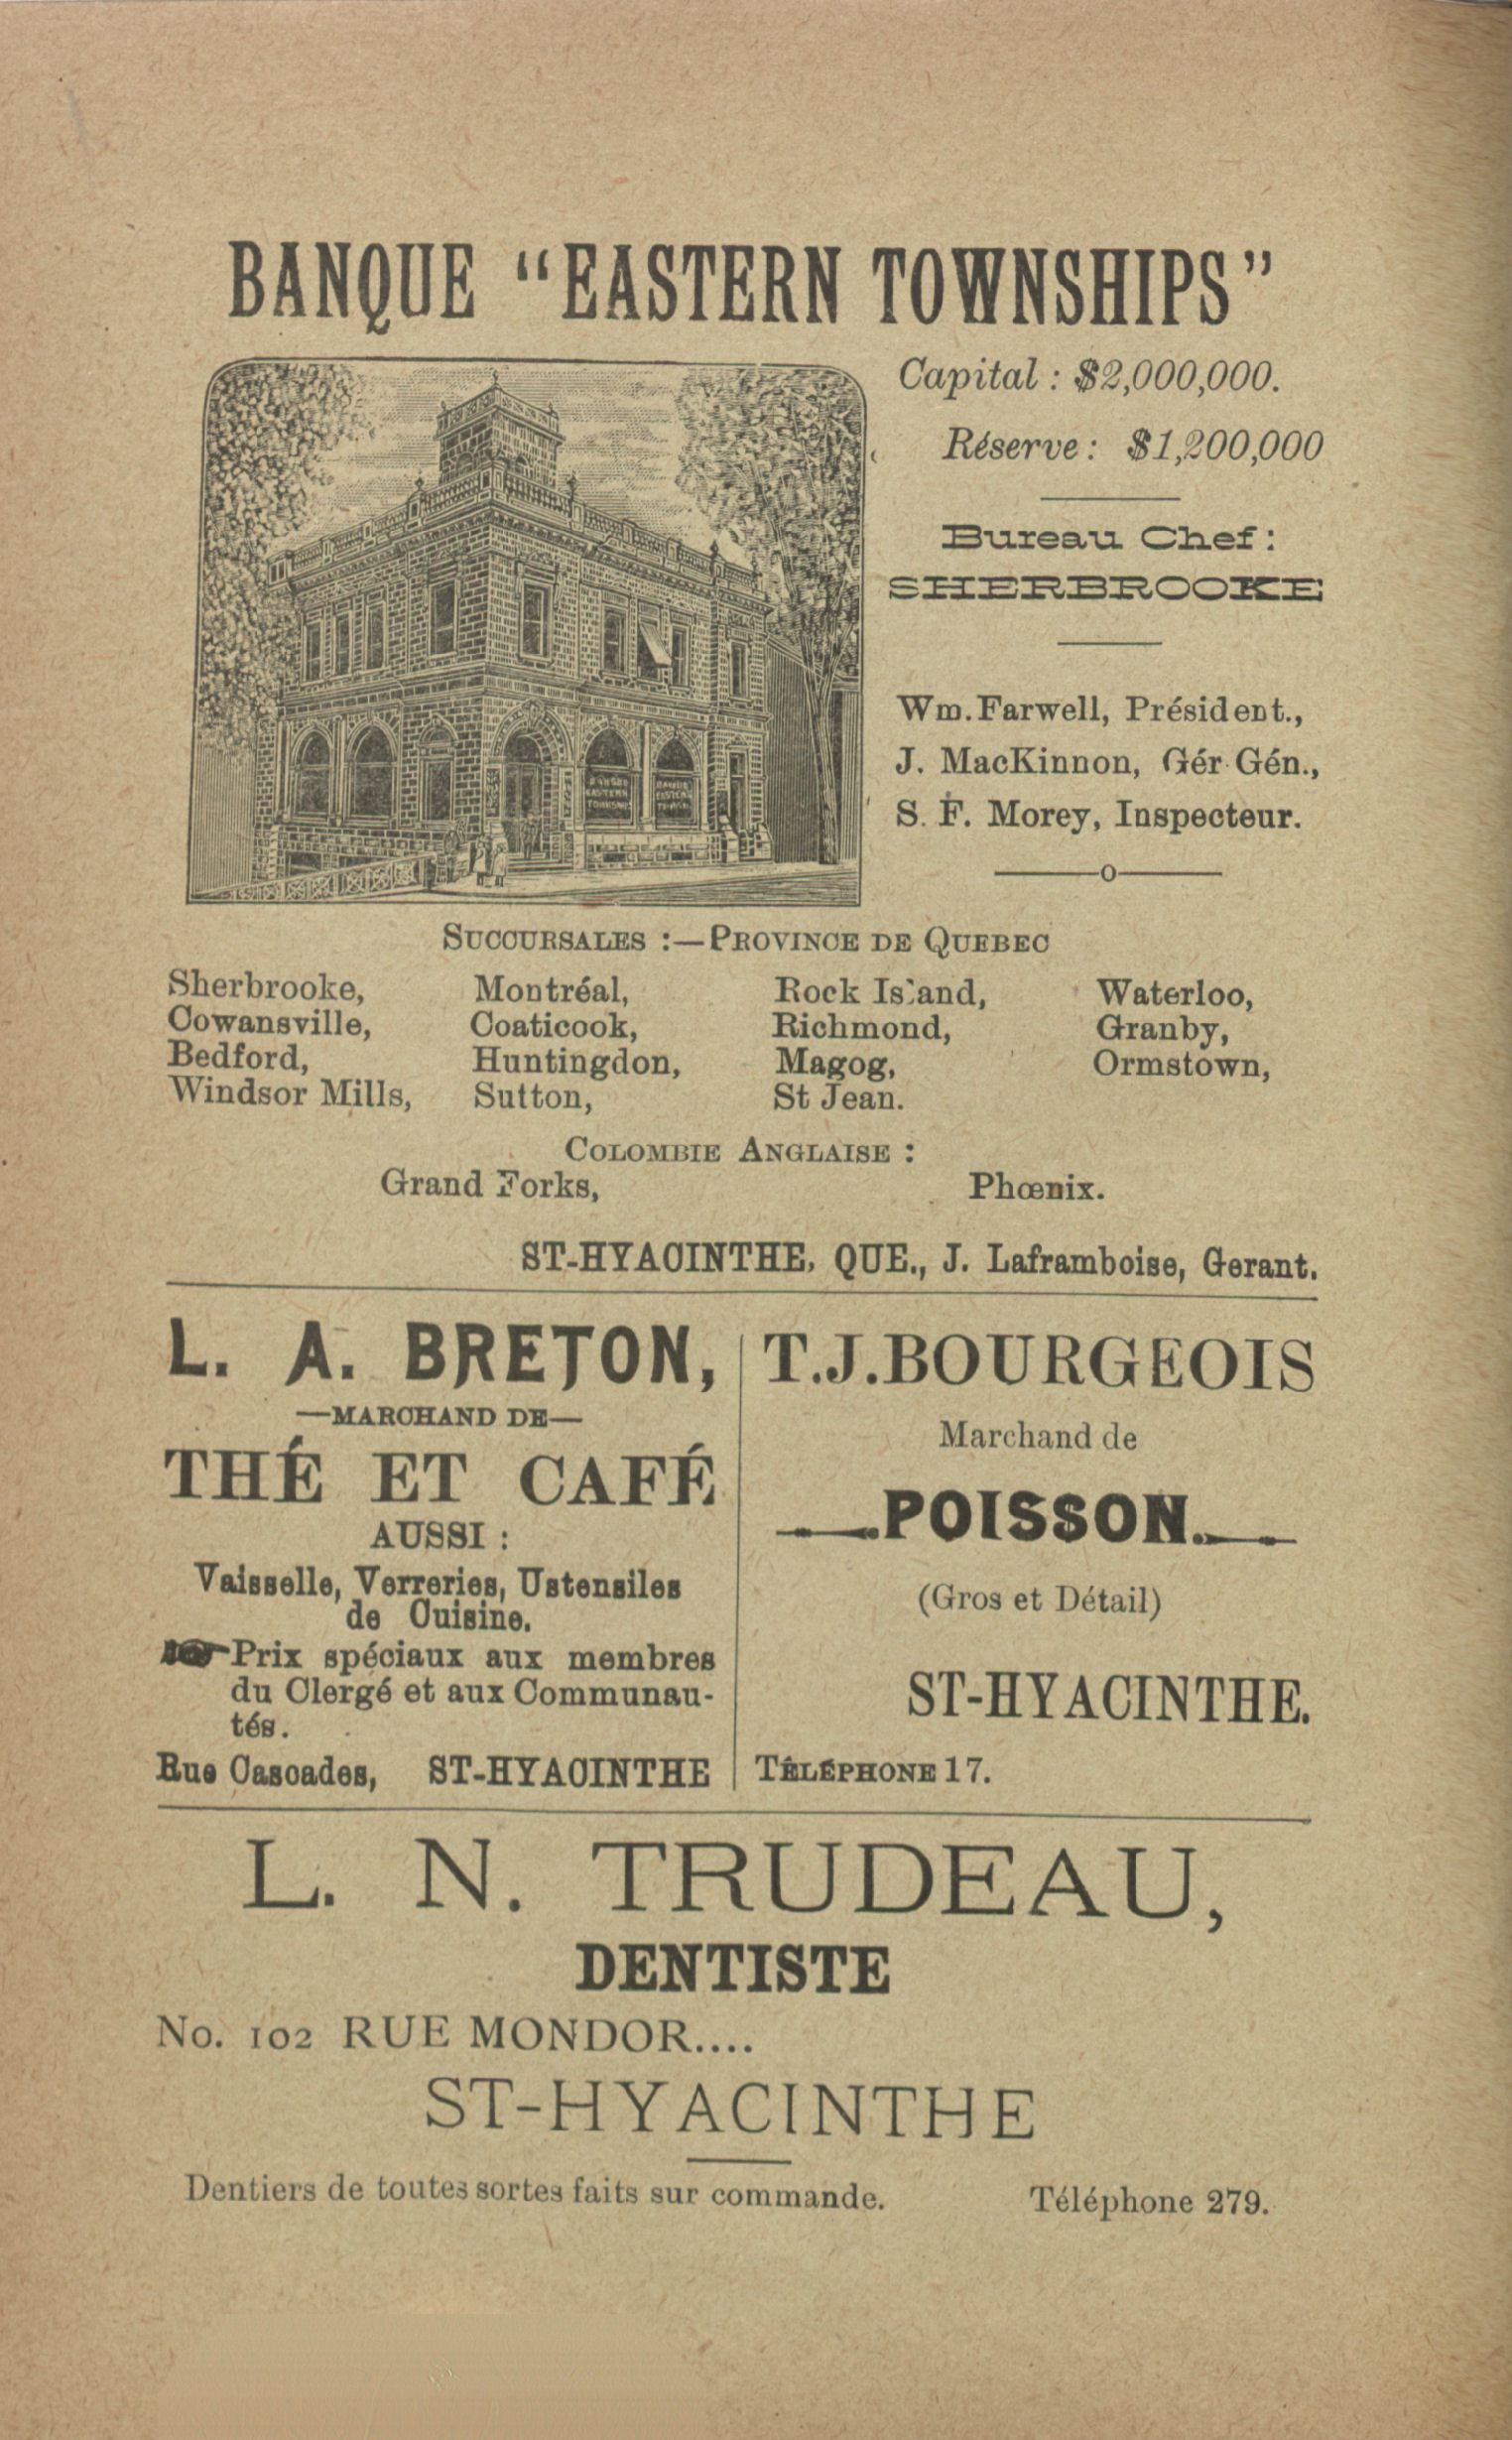 BANQUE “EASTERN TOWNSHIPS”
Capital : $2,000,000.
Réserve : $1,200,000
Bureau Chef :
SHERBROOKE
Wm. Farwell, Président.,
J. MacKinnon, Gér Gén.,
S. F. Morey, Inspecteur.
BANQUE EASTERN TOWNSHIPS
BANQUE EASTERN
SUCCURSALES :—PROVINCE DE QUEBEC
Sherbrooke, Montréal, Rock Island, Waterloo,
Cowansville, Coaticook, Richmond, Granby,
Bedford, Huntingdon, Magog, Ormstown,
Windsor Mills, Sutton, St Jean.
COLOMBIE ANGLAISE :
Grand Forks, Phœnix.
ST-HYACINTHE, QUE., J. Laframboise, Gerant.
L. A. BRETON,
—MARCHAND DE—
THÉ ET CAFÉ
AUSSI :
Vaisselle, Verreries, Ustensiles
de Cuisine.
Prix spéciaux aux membres
du Clergé et aux Communau-
tés.
Rue Cascades, ST-HYACINTHE
T. J. BOURGEOIS
Marchand de
POISSON.
(Gros et Détail)
ST-HYACINTHE.
TÉLÉPHONE 17.
L. N. TRUDEAU,
DENTISTE
No. 102 RUE MONDOR....
ST-HYACINTHE
Dentiers de toutes sortes faits sur commande. Téléphone 279.